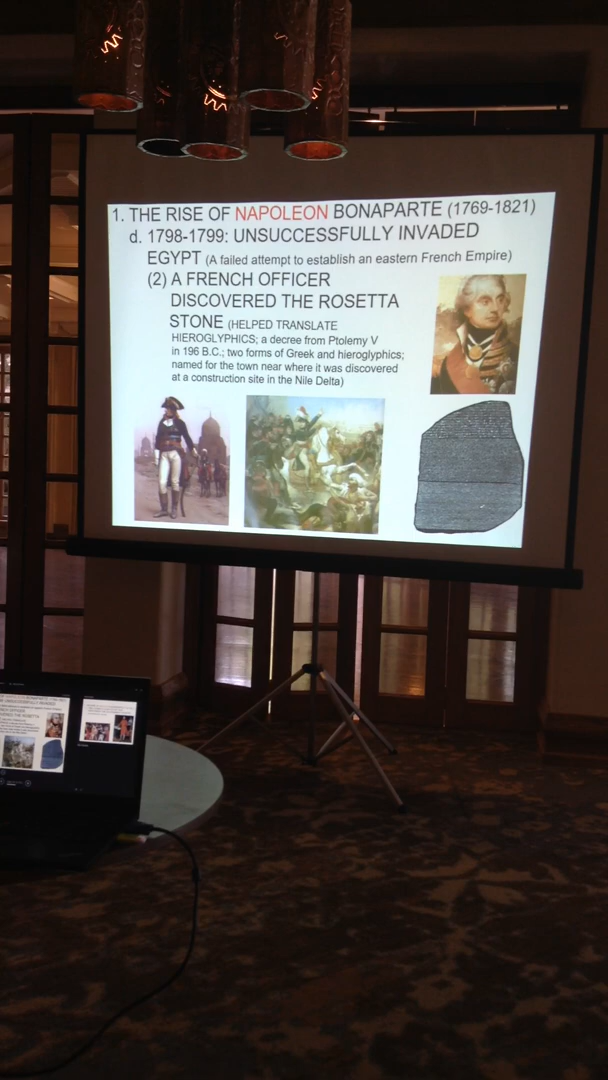 1. THE RISE OF NAPOLEON BONAPARTE (1769-1821)
d. 1798-1799: UNSUCCESSFULLY INVADED
EGYPT (A failed attempt to establish an eastern French Empire)
(2) A FRENCH OFFICER
DISCOVERED THE ROSETTA
STONE (HELPED TRANSLATE
HIEROGLYPHICS; a decree from Ptolemy V
in 196 B.C.; two forms of Greek and hieroglyphics;
named for the town near where it was discovered
at a construction site in the Nile Delta)